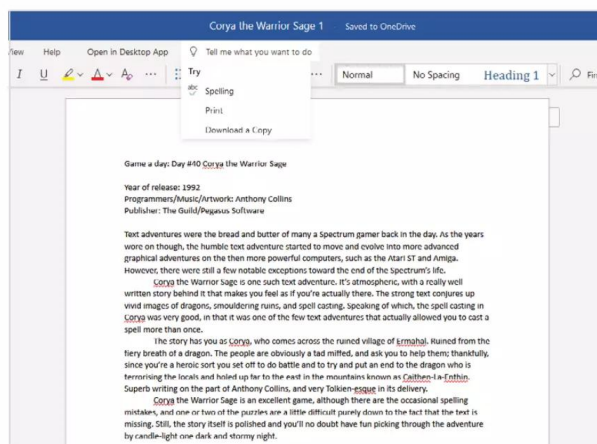 Corya the Warrior Sage 1 Saved to OneDrive
View Help Open in Desktop App Tell me what you want to do
I U A A ... Normal No Spacing Heading 1
Try
abc Spelling
Print
Download a Copy
Game a day: Day #40 Corya the Warrior Sage
Year of release: 1992
Programmers/Music/Artwork: Anthony Collins
Publisher: The Guild/Pegasus Software
Text adventures were the bread and butter of many a Spectrum gamer back in the day. As the years
wore on though, the humble text adventure started to move and evolve into more advanced
graphical adventures on the then more powerful computers, such as the Atari ST and Amiga.
However, there were still a few notable exceptions toward the end of the Spectrum's life.
Corya the Warrior Sage is one such text adventure. It's atmospheric, with a really well
written story behind it that makes you feel as if you're actually there. The strong text conjures up
vivid images of dragons, smouldering ruins, and spell casting. Speaking of which, the spell casting in
Corya was very good, in that it was one of the few text adventures that actually allowed you to cast a
spell more than once.
The story has you as Corya, who comes across the ruined village of Ermahal. Ruined from the
fiery breath of a dragon. The people are obviously a tad miffed, and ask you to help them; thankfully,
since you're a heroic sort you set off to do battle and to try and put an end to the dragon who is
terrorising the locals and holed up far to the east in the mountains known as Caithen-La-Enthin.
Superb writing on the part of Anthony Collins, and very Tolkien-esque in its delivery.
Corya the Warrior Sage is an excellent game, although there are the occasional spelling
mistakes, and one or two of the puzzles are a little difficult purely down to the fact that the text is
missing. Still, the story itself is polished and you'll no doubt have fun picking through the adventure
by candle-light one dark and stormy night.